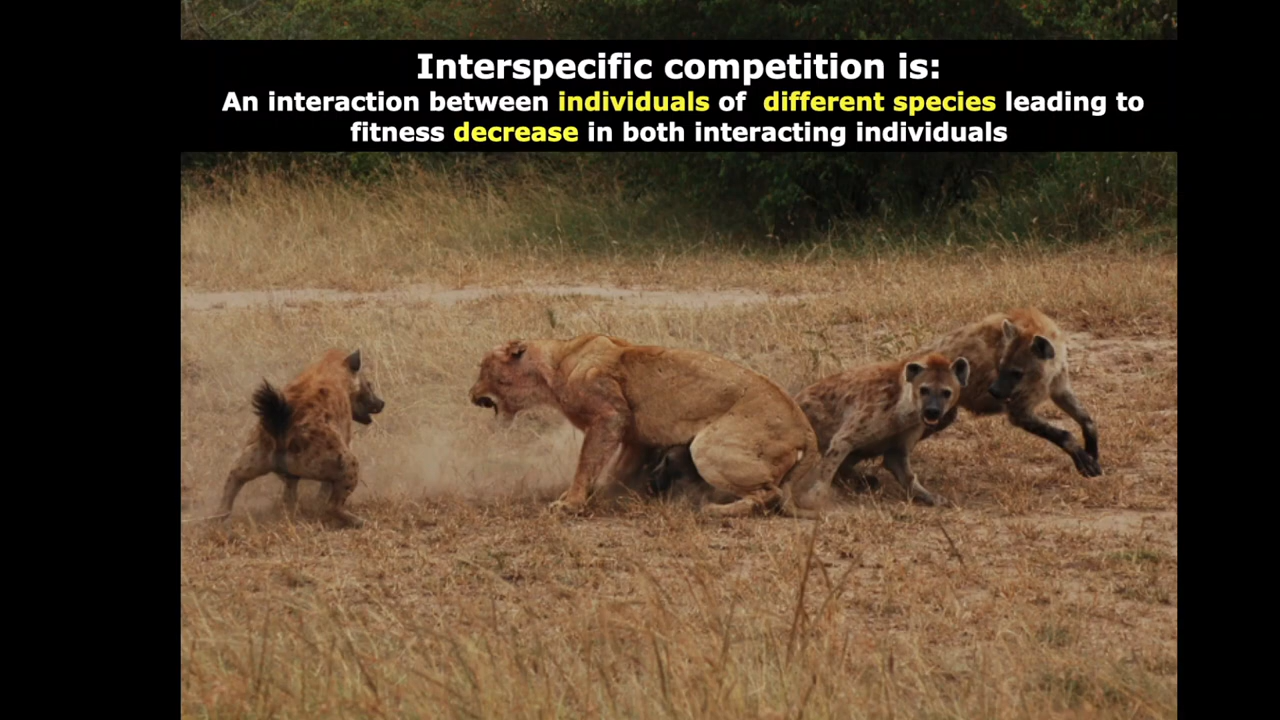 Interspecific competition is:
An interaction between individuals of different species leading to
fitness decrease in both interacting individuals